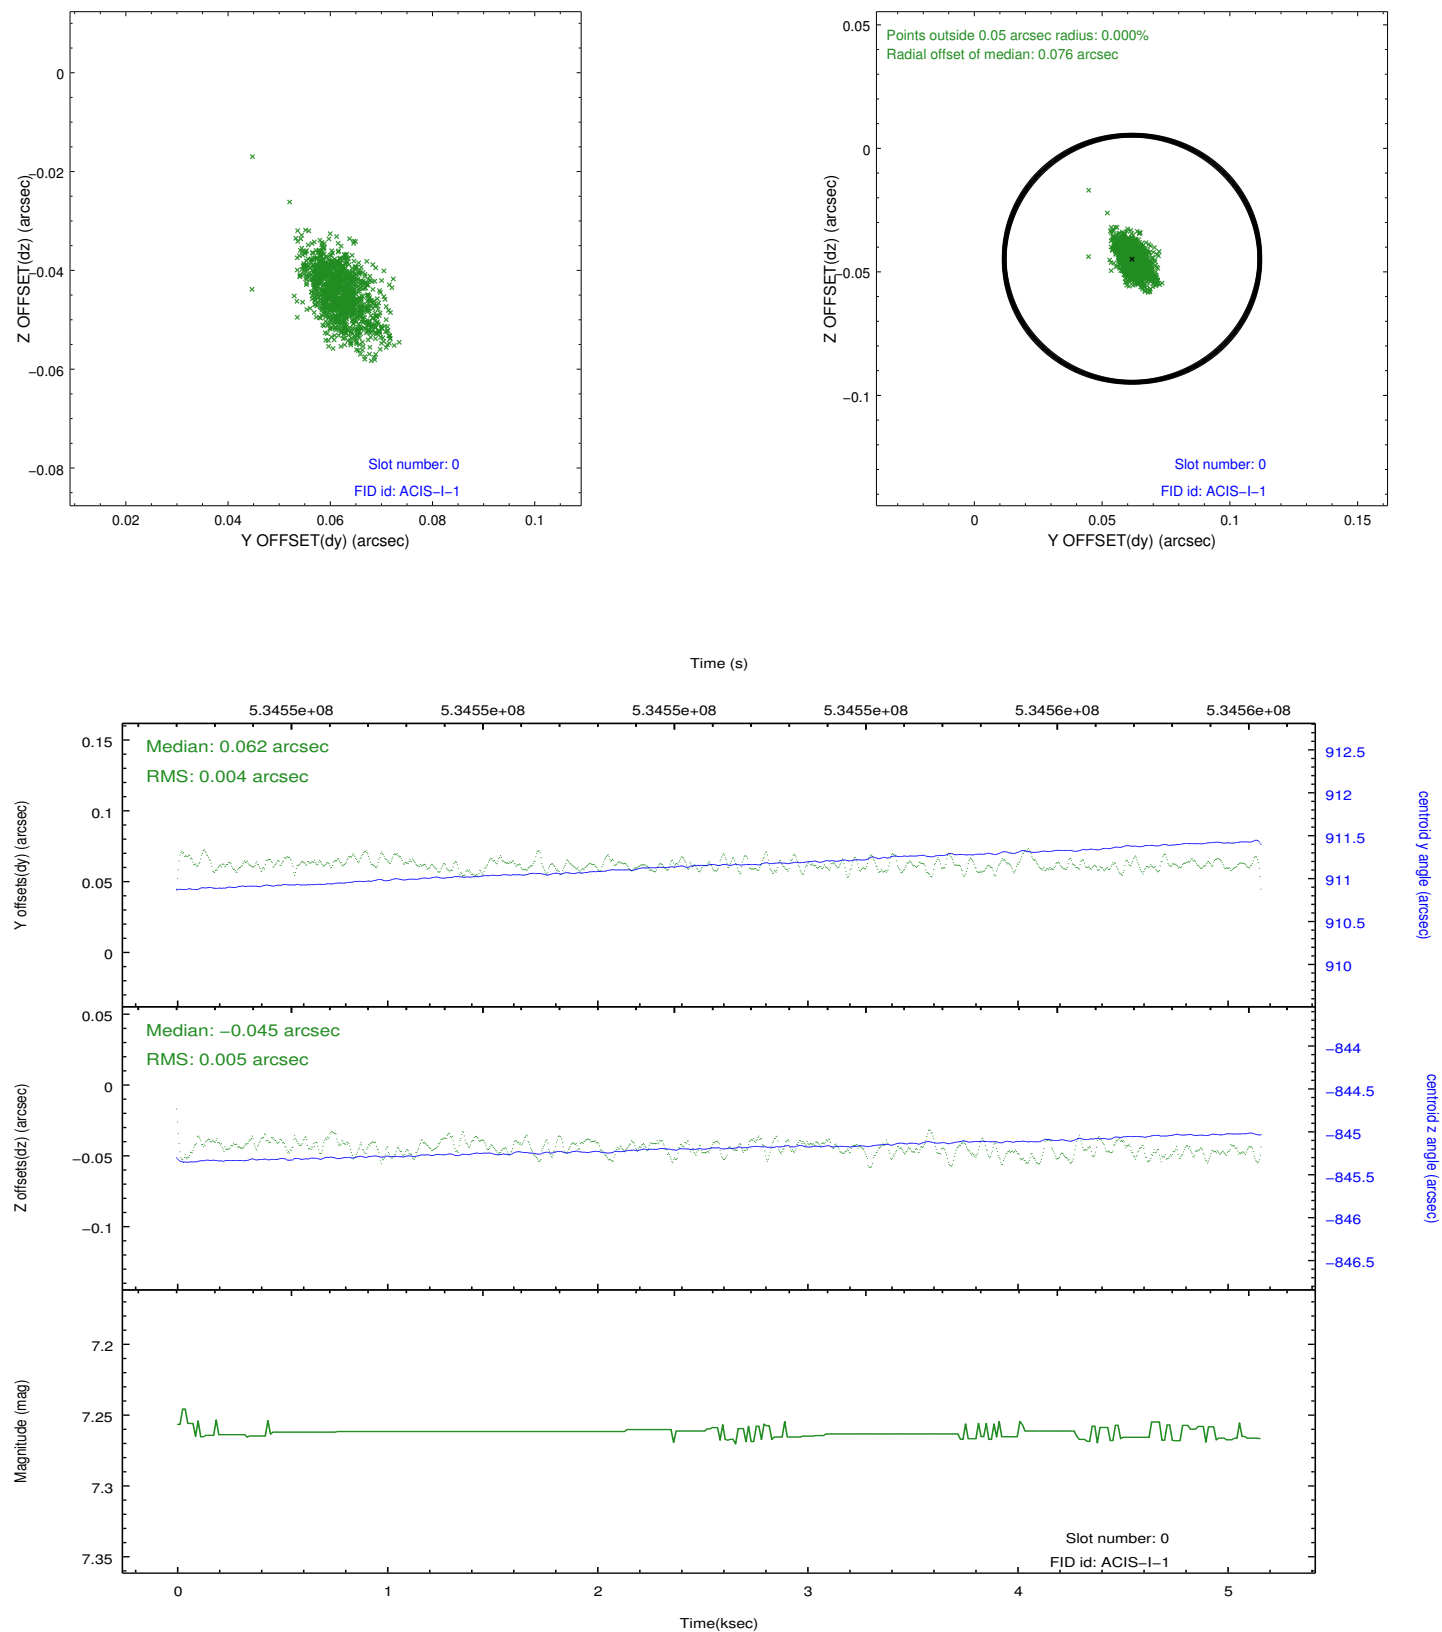 0
−0.02
−0.04
−0.06
−0.08
Z OFFSET(dz) (arcsec)
Slot number: 0
FID id: ACIS−I−1
0.02 0.04 0.06 0.08 0.1
Y OFFSET(dy) (arcsec)
Points outside 0.05 arcsec radius: 0.000%
Radial offset of median: 0.076 arcsec
0.05
0
−0.05
−0.1
Z OFFSET(dz) (arcsec)
Slot number: 0
FID id: ACIS−I−1
0 0.05 0.1 0.15
Y OFFSET(dy) (arcsec)
Time (s)
5.3455e+08 5.3455e+08 5.3455e+08 5.3455e+08 5.3456e+08 5.3456e+08
Median: 0.062 arcsec
RMS: 0.004 arcsec
0.15
0.1
0.05
0
Y offsets(dy) (arcsec)
912.5
912
911.5
911
910.5
910
centroid y angle (arcsec)
Median: −0.045 arcsec
RMS: 0.005 arcsec
0.05
0
−0.05
−0.1
Z offsets(dz) (arcsec)
−844
−844.5
−845
−845.5
−846
−846.5
centroid z angle (arcsec)
7.2
7.25
7.3
7.35
Magnitude (mag)
Slot number: 0
FID id: ACIS−I−1
0 1 2 3 4 5
Time(ksec)